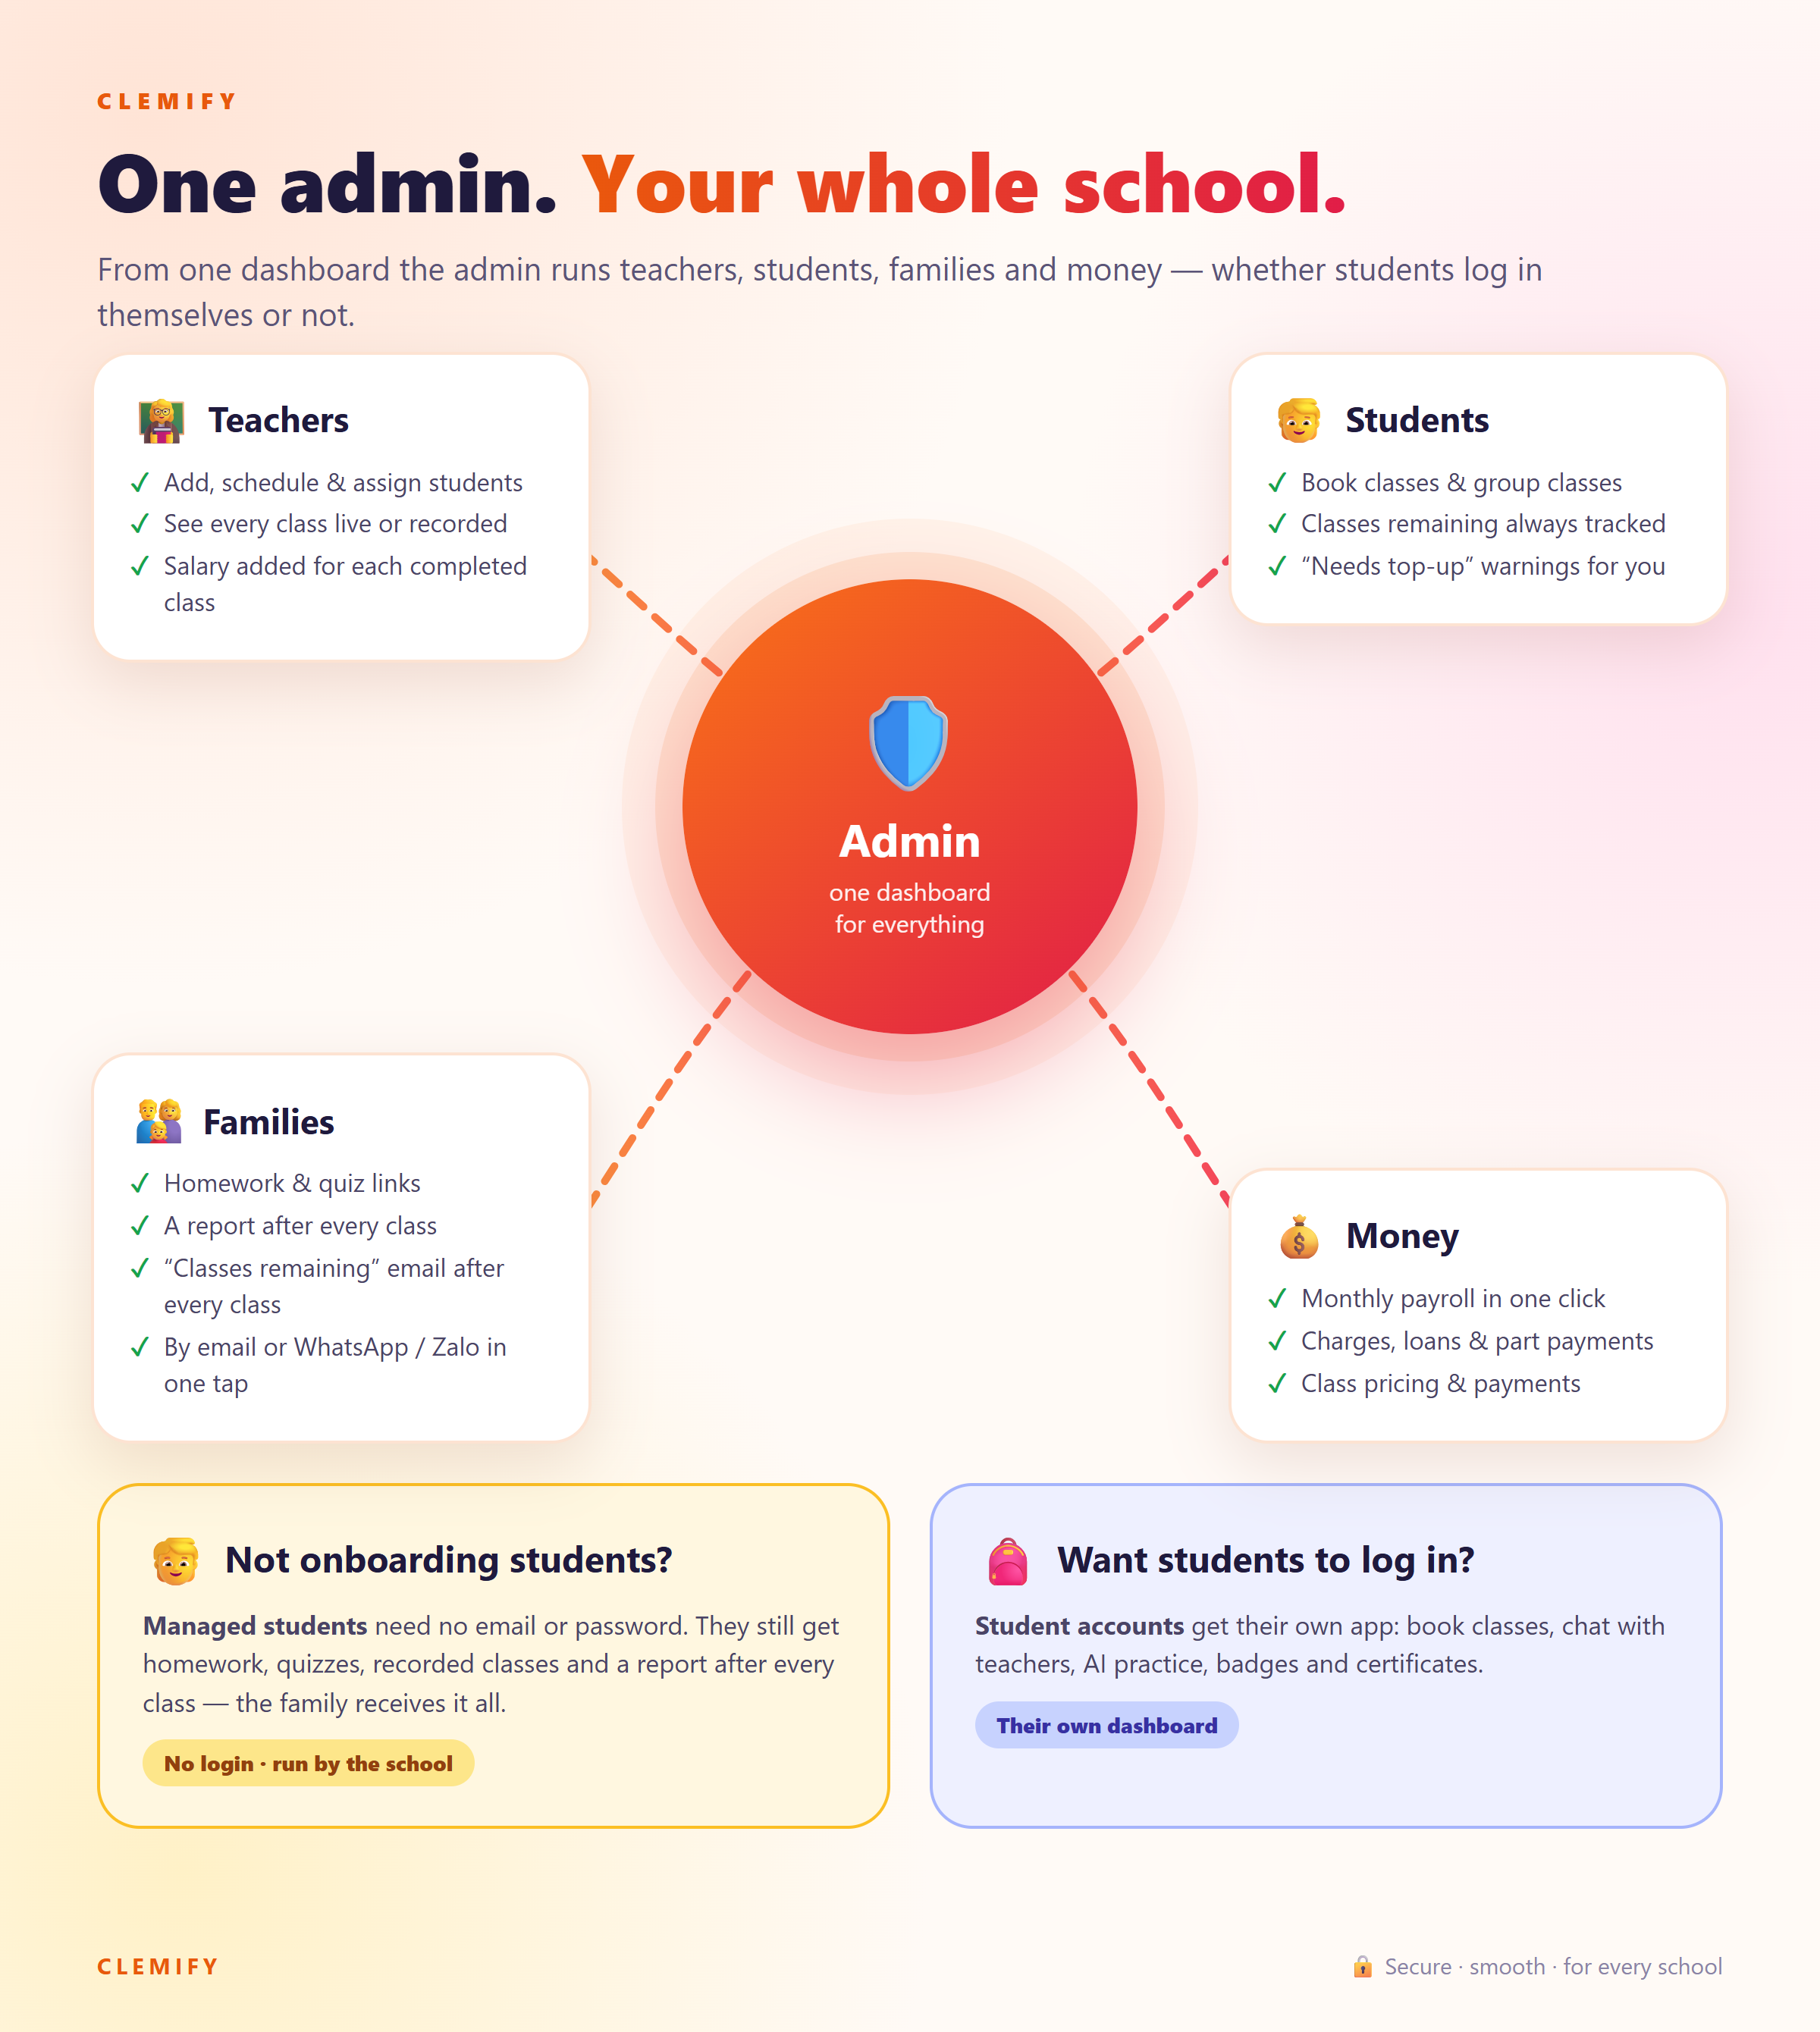 CLEMIFY
One admin. Your whole school.
From one dashboard the admin runs teachers, students, families and money — whether students log in
themselves or not.
Teachers
✓ Add, schedule & assign students
✓ See every class live or recorded
✓ Salary added for each completed
class
Students
✓ Book classes & group classes
✓ Classes remaining always tracked
✓ “Needs top-up” warnings for you
Admin
one dashboard
for everything
Families
✓ Homework & quiz links
✓ A report after every class
✓ “Classes remaining” email after
every class
✓ By email or WhatsApp / Zalo in
one tap
Money
✓ Monthly payroll in one click
✓ Charges, loans & part payments
✓ Class pricing & payments
Not onboarding students?
Managed students need no email or password. They still get
homework, quizzes, recorded classes and a report after every
class — the family receives it all.
No login · run by the school
Want students to log in?
Student accounts get their own app: book classes, chat with
teachers, AI practice, badges and certificates.
Their own dashboard
CLEMIFY
Secure · smooth · for every school